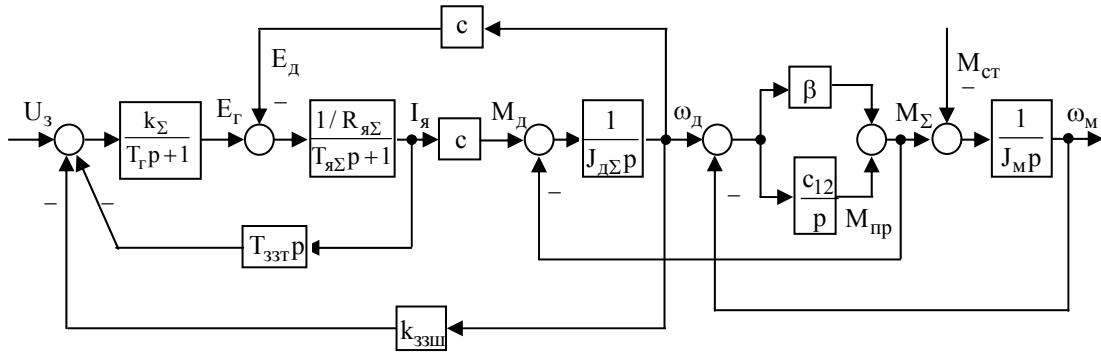 c
E_д
−
M_ст
−
β
U_з
k_Σ
T_г p + 1
E_г
1 / R_яΣ
T_яΣ p + 1
I_я
c
M_д
1
J_дΣ p
ω_д
M_Σ
1
J_м p
ω_м
−
−
−
−
c_12
p
M_пр
T_ззт p
k_ззш